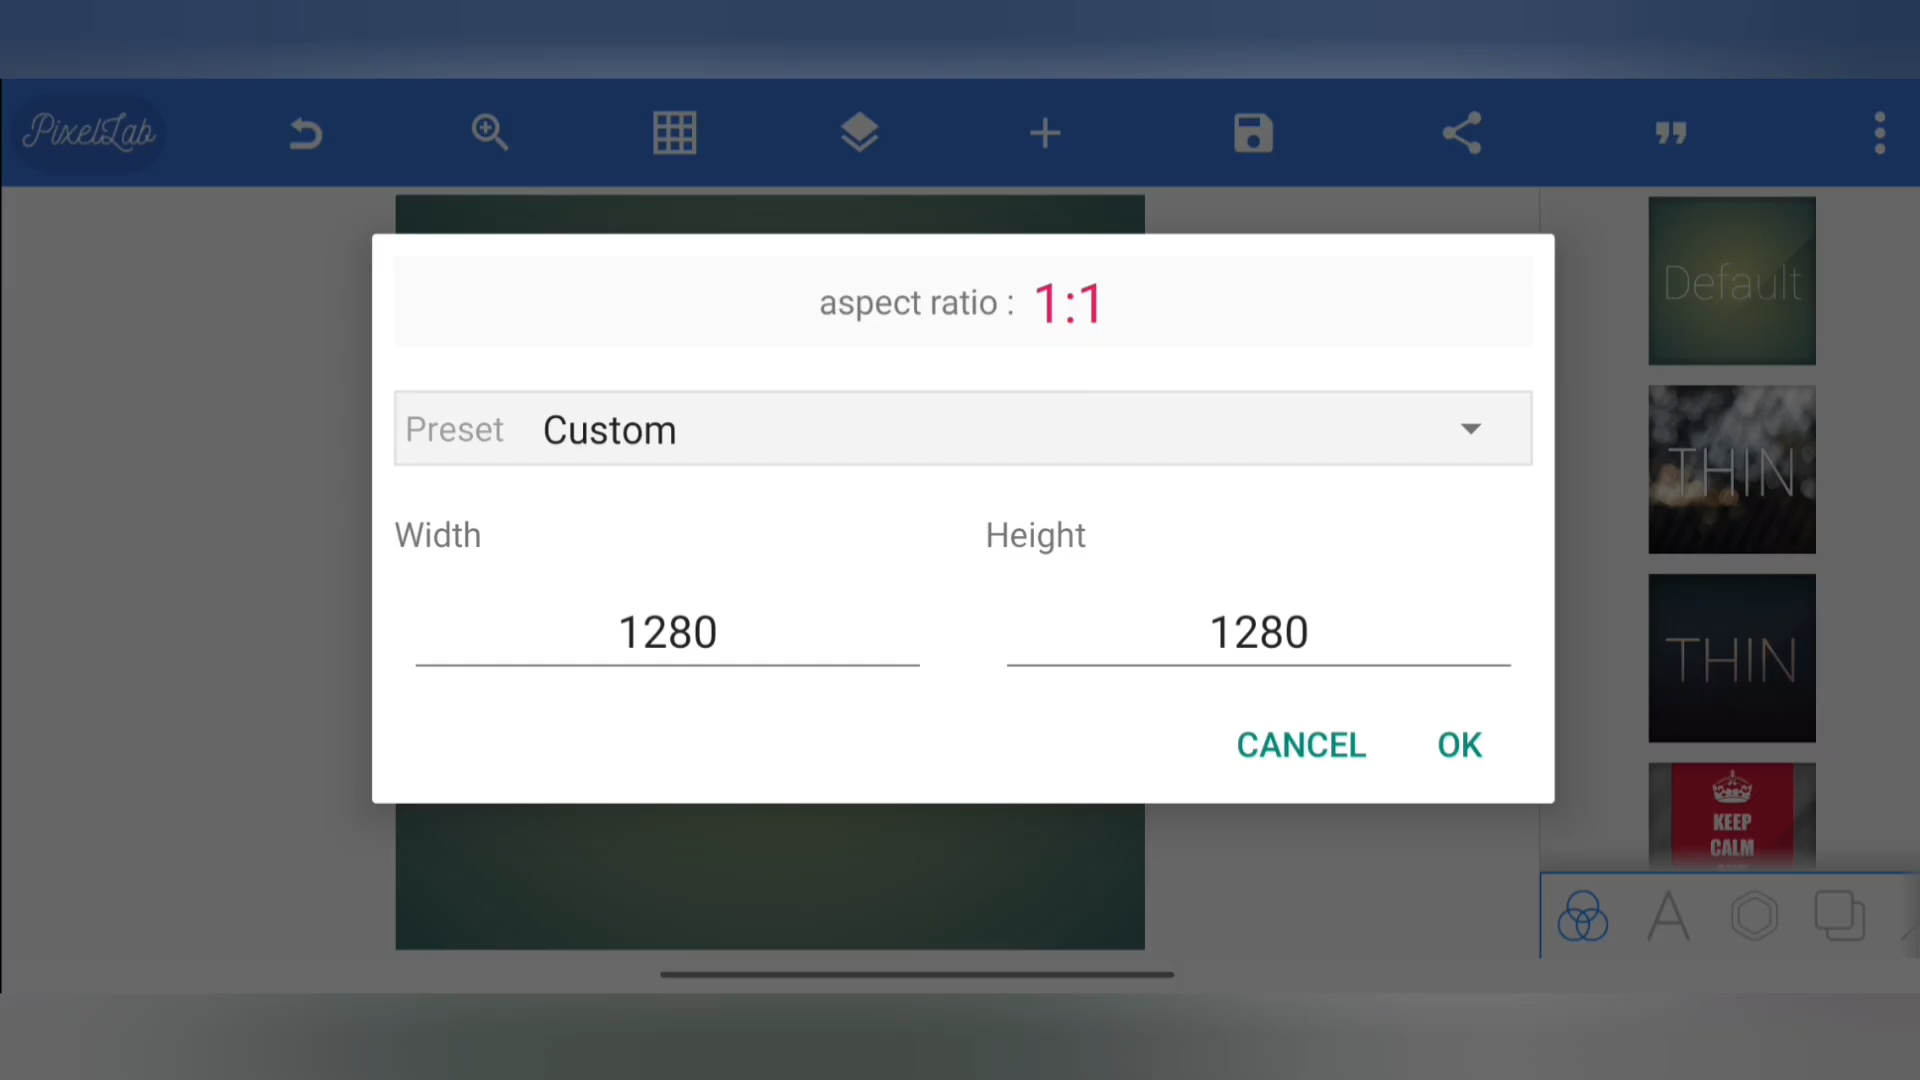 PixelLab
aspect ratio : 1:1
Preset Custom
Width Height
1280 1280
CANCEL OK
Default
THIN
THIN
KEEP
CALM